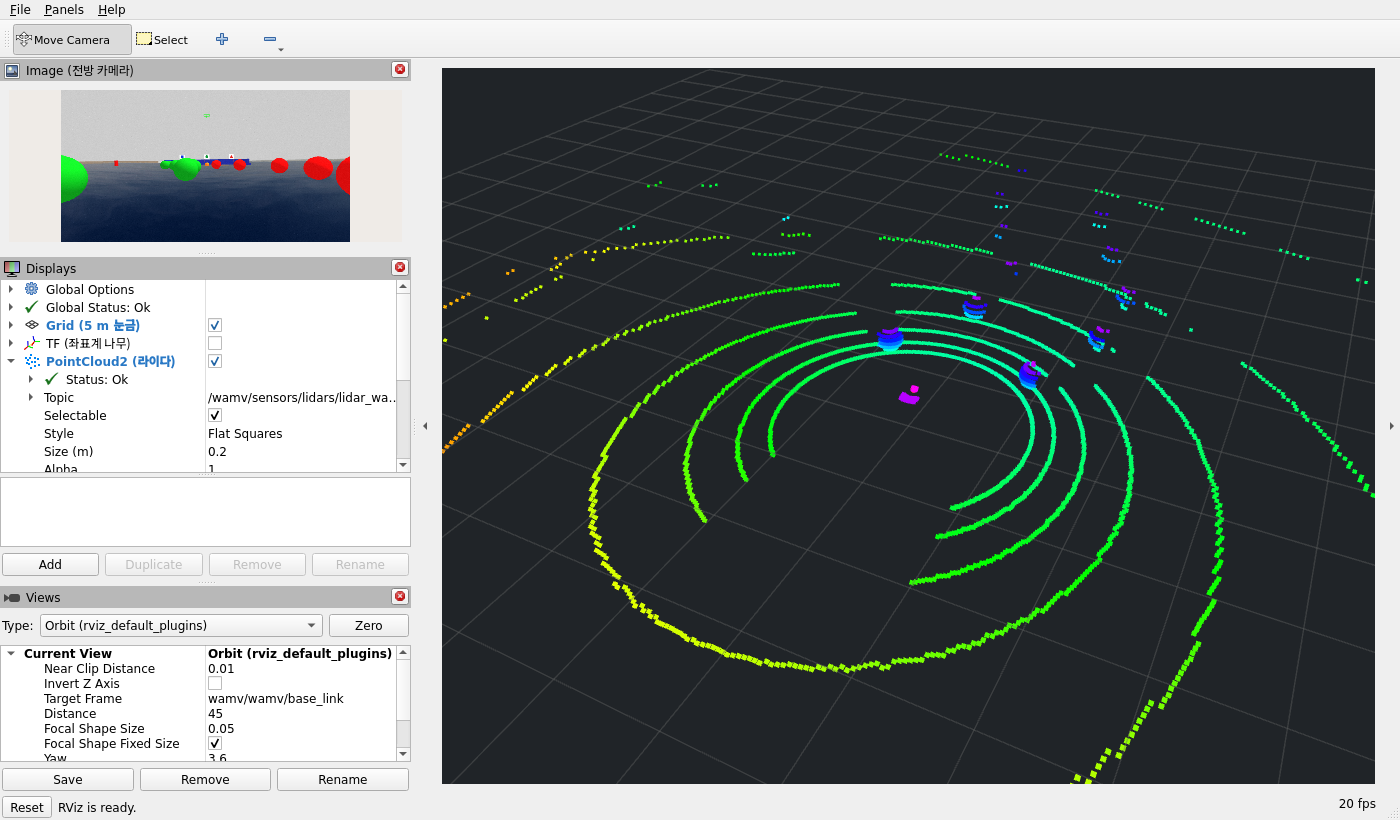 File Panels Help
Move Camera Select
Image (전방 카메라)
Displays
Global Options
Global Status: Ok
Grid (5 m 눈금)
TF (좌표계 나무)
PointCloud2 (라이다)
Status: Ok
Topic /wamv/sensors/lidars/lidar_wa...
Selectable
Style Flat Squares
Size (m) 0.2
Alpha 1
Add Duplicate Remove Rename
Views
Type: Orbit (rviz_default_plugins) Zero
Current View Orbit (rviz_default_plugins)
Near Clip Distance 0.01
Invert Z Axis
Target Frame wamv/wamv/base_link
Distance 45
Focal Shape Size 0.05
Focal Shape Fixed Size
Yaw 3.6
Save Remove Rename
Reset RViz is ready. 20 fps